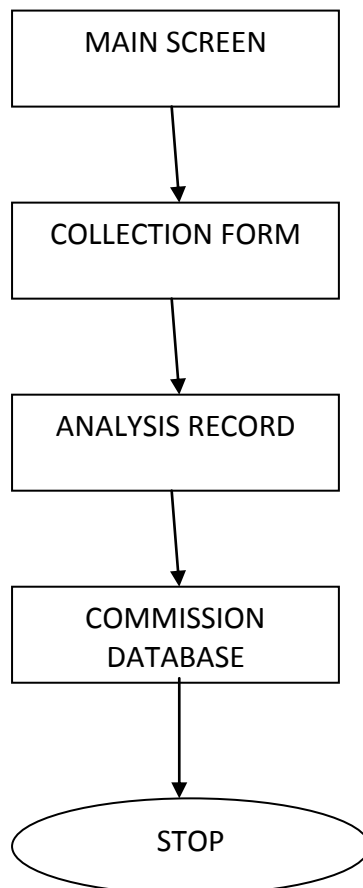 MAIN SCREEN
COLLECTION FORM
ANALYSIS RECORD
COMMISSION
DATABASE
STOP